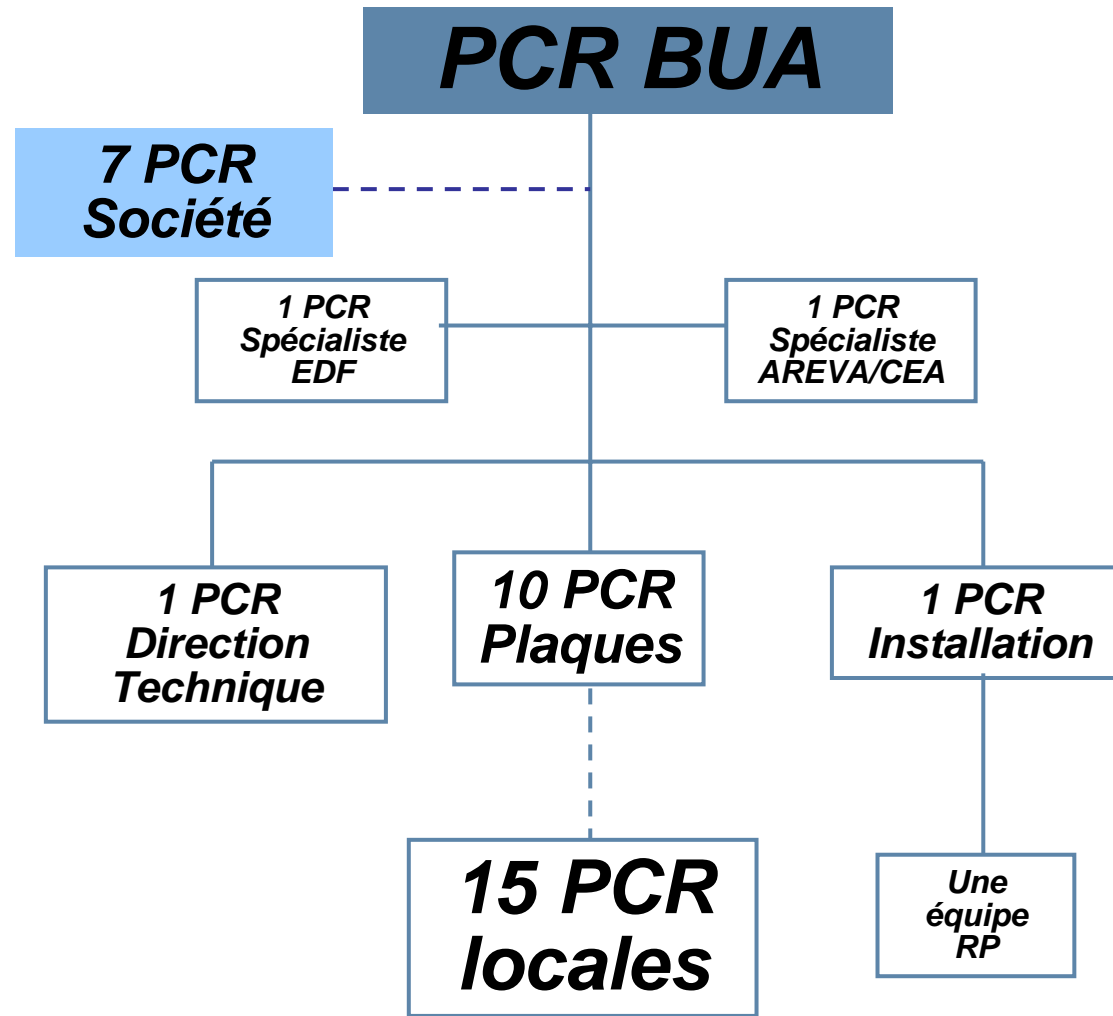 PCR BUA
7 PCR
Société
1 PCR
Spécialiste
EDF
1 PCR
Spécialiste
AREVA/CEA
1 PCR
Direction
Technique
10 PCR
Plaques
1 PCR
Installation
15 PCR
locales
Une
équipe
RP